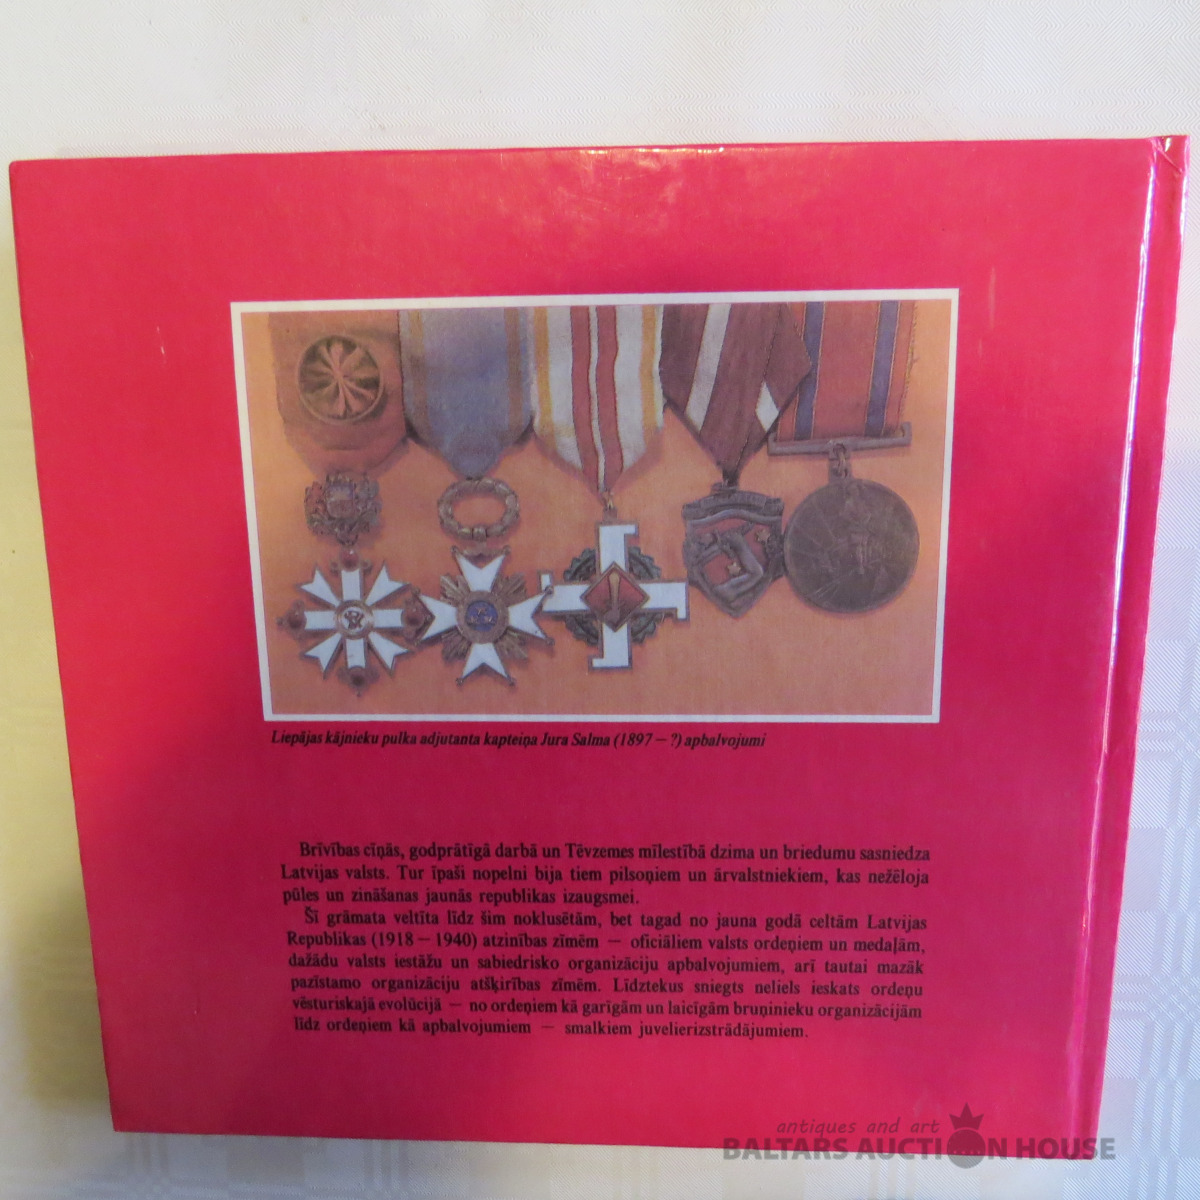 Liepājas kājnieku pulka adjutanta kapteiņa Jura Salma (1897 – ?) apbalvojumi
Brīvības cīņās, godprātīgā darbā un Tēvzemes mīlestībā dzima un briedumu sasniedza
Latvijas valsts. Tur īpaši nopelni bija tiem pilsoņiem un ārvalstniekiem, kas nežēloja
pūles un zināšanas jaunās republikas izaugsmei.
Šī grāmata veltīta līdz šim noklusētām, bet tagad no jauna godā celtām Latvijas
Republikas (1918 – 1940) atzinības zīmēm — oficiāliem valsts ordeņiem un medaļām,
dažādu valsts iestāžu un sabiedrisko organizāciju apbalvojumiem, arī tautai mazāk
pazīstamo organizāciju atšķirības zīmēm. Līdztekus sniegts neliels ieskats ordeņu
vēsturiskajā evolūcijā — no ordeņiem kā garīgām un laicīgām bruņinieku organizācijām
līdz ordeņiem kā apbalvojumiem — smalkiem juvelierizstrādājumiem.
antiques and art
BALTARS AUCTION HOUSE